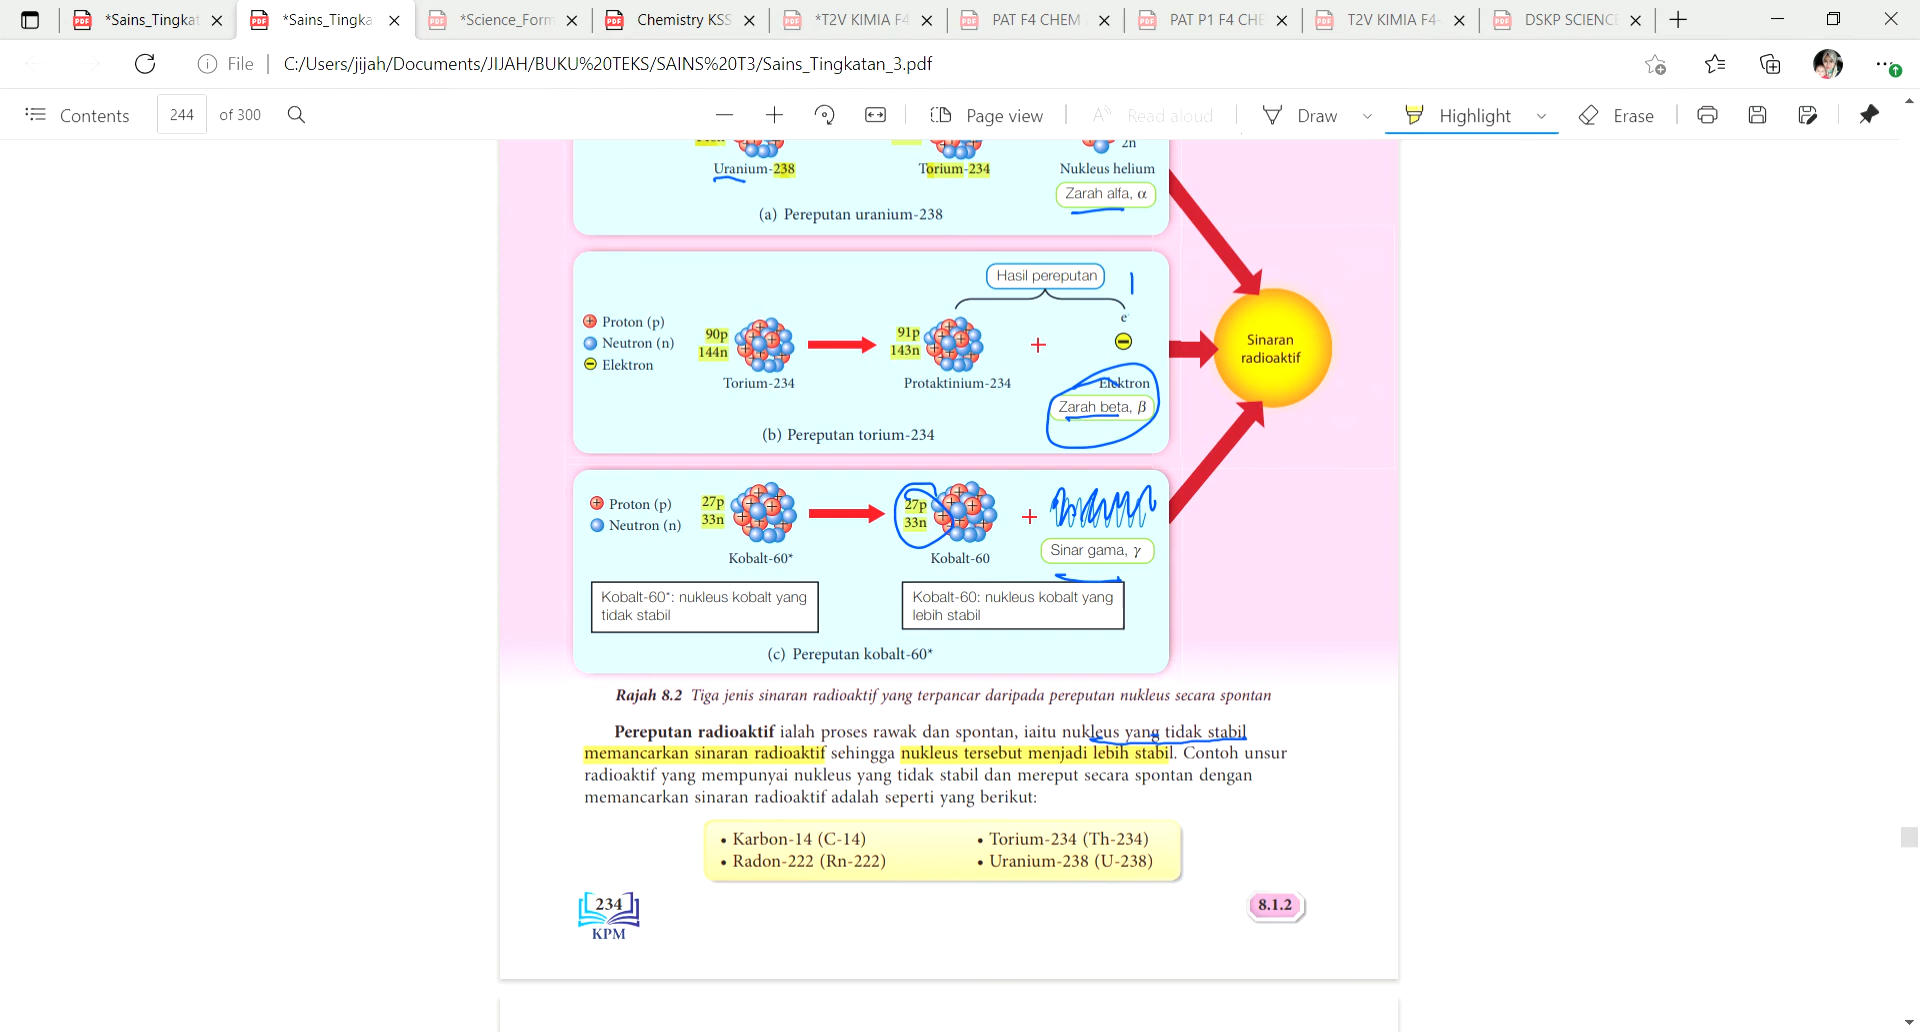 *Sains_Tingkat
*Sains_Tingka
*Science_Form
Chemistry KSS
*T2V KIMIA F4
PAT F4 CHEM
PAT P1 F4 CHE
T2V KIMIA F4-
DSKP SCIENCE
File
C:/Users/jijah/Documents/JIJAH/BUKU%20TEKS/SAINS%20T3/Sains_Tingkatan_3.pdf
Contents
244
of 300
Page view
Read aloud
Draw
Highlight
Erase
2n
Uranium-238
Torium-234
Nukleus helium
Zarah alfa, α
(a) Pereputan uranium-238
Hasil pereputan
Proton (p)
Neutron (n)
Elektron
90p
144n
Torium-234
91p
143n
Protaktinium-234
+
e-
Elektron
Zarah beta, β
(b) Pereputan torium-234
Sinaran
radioaktif
Proton (p)
Neutron (n)
27p
33n
Kobalt-60*
27p
33n
Kobalt-60
+
Sinar gama, γ
Kobalt-60*: nukleus kobalt yang
tidak stabil
Kobalt-60: nukleus kobalt yang
lebih stabil
(c) Pereputan kobalt-60*
Rajah 8.2 Tiga jenis sinaran radioaktif yang terpancar daripada pereputan nukleus secara spontan
Pereputan radioaktif ialah proses rawak dan spontan, iaitu nukleus yang tidak stabil
memancarkan sinaran radioaktif sehingga nukleus tersebut menjadi lebih stabil. Contoh unsur
radioaktif yang mempunyai nukleus yang tidak stabil dan mereput secara spontan dengan
memancarkan sinaran radioaktif adalah seperti yang berikut:
• Karbon-14 (C-14)
• Radon-222 (Rn-222)
• Torium-234 (Th-234)
• Uranium-238 (U-238)
234
KPM
8.1.2